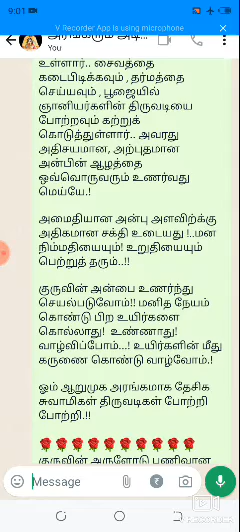 9:01
V Recorder App is using microphone
You
உள்ளார்.. சைவத்தை
கடைபிடிக்கவும் , தர்மத்தை
செய்யவும் , பூஜையில்
ஞானியர்களின் திருவடியை
போற்றவும் கற்றுக்
கொடுத்துள்ளார் .. அவரது
அதிசயமான, அற்புதமான
அன்பின் ஆழத்தை
ஒவ்வொருவரும் உணர்வது
மெய்யே.!
அமைதியான அன்பு அளவிற்க்கு
அதிகமான சக்தி உடையது !..மன
நிம்மதியையும்! உறுதியையும்
பெற்றுத் தரும்..!!
குருவின் அன்பை உணர்ந்து
செயல்படுவோம்!! மனித நேயம்
கொண்டு பிற உயிர்களை
கொல்லாது! உண்ணாது!
வாழ்விப்போம்...! உயிர்களின் மீது
கருணை கொண்டு வாழ்வோம்.!
ஓம் ஆறுமுக அரங்கமாக தேசிக
சுவாமிகள் திருவடிகள் போற்றி
போற்றி.!!
குருவின் அருளோடு பணிவான
Message